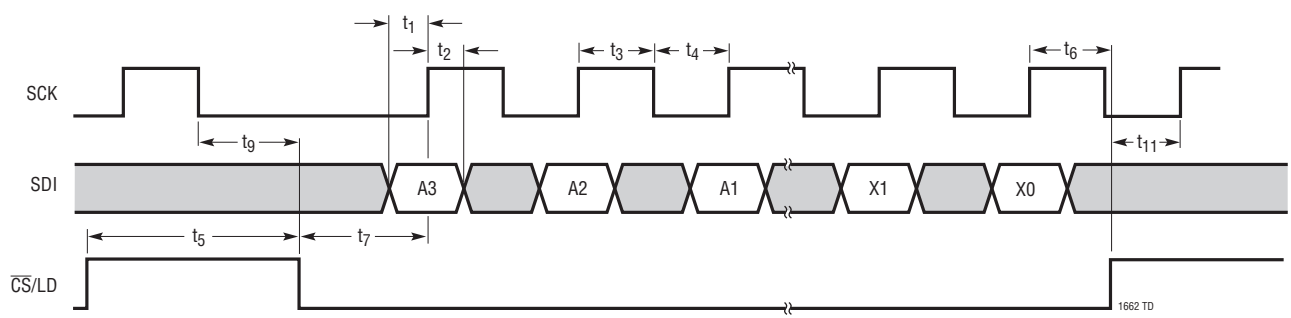 t1
t2
t3
t4
t6
SCK
t9
t11
SDI
A3
A2
A1
X1
X0
t5
t7
C̅S̅/LD
1662 TD